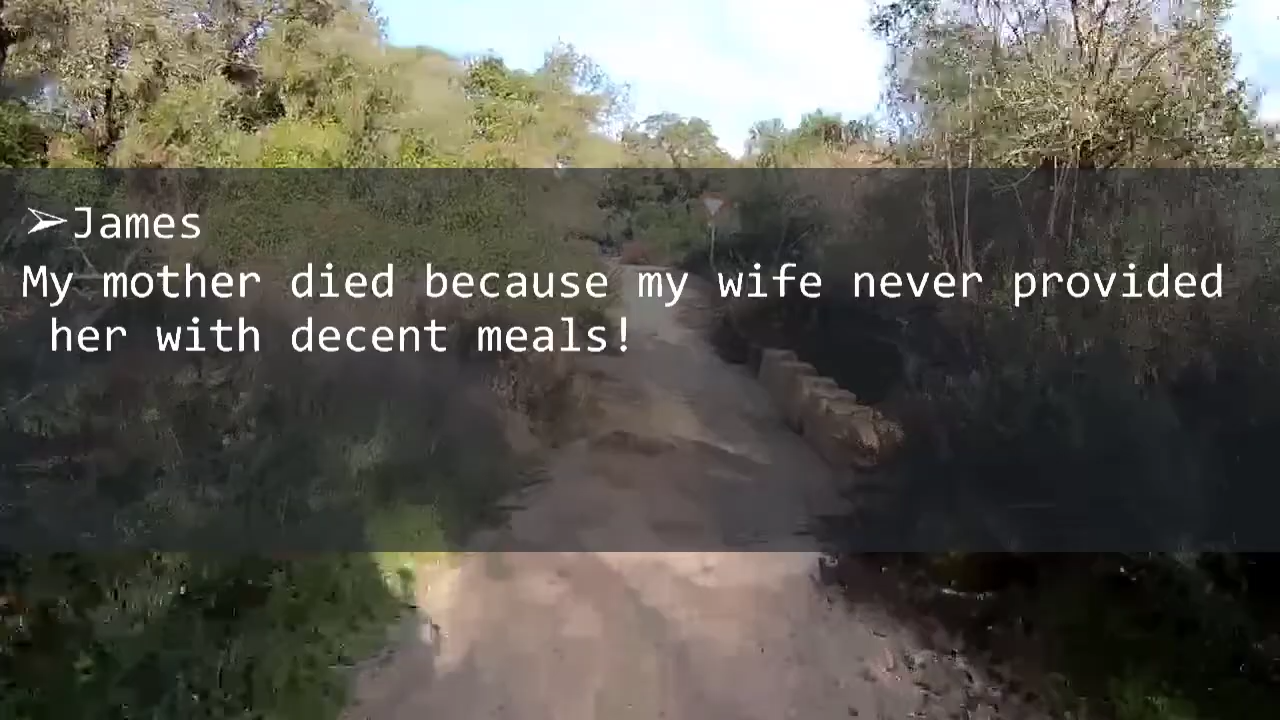 ➢James
My mother died because my wife never provided
her with decent meals!